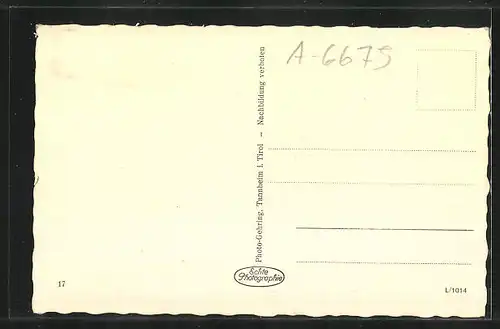 A-6675
Photo-Gehring, Tannheim i. Tirol – Nachbildung verboten
Echte
Photographie
17
L/1014